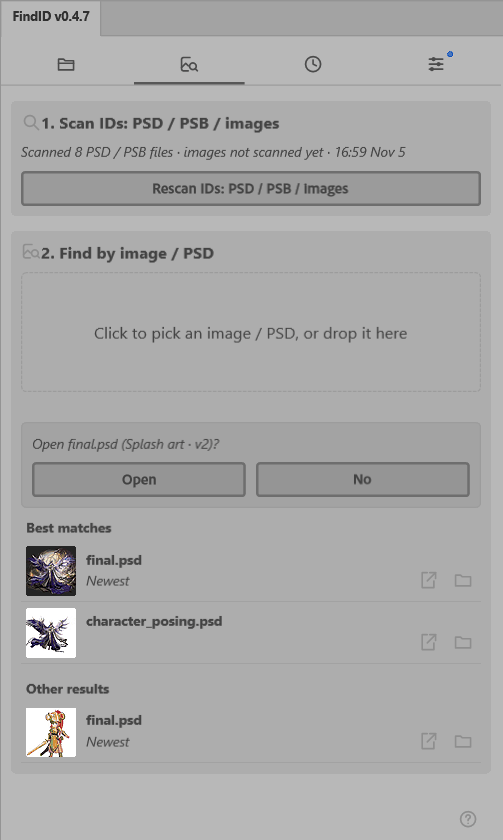 FindID v0.4.7
1. Scan IDs: PSD / PSB / images
Scanned 8 PSD / PSB files · images not scanned yet · 16:59 Nov 5
Rescan IDs: PSD / PSB / images
2. Find by image / PSD
Click to pick an image / PSD, or drop it here
Open final.psd (Splash art · v2)?
Open
No
Best matches
final.psd
Newest
character_posing.psd
Other results
final.psd
Newest